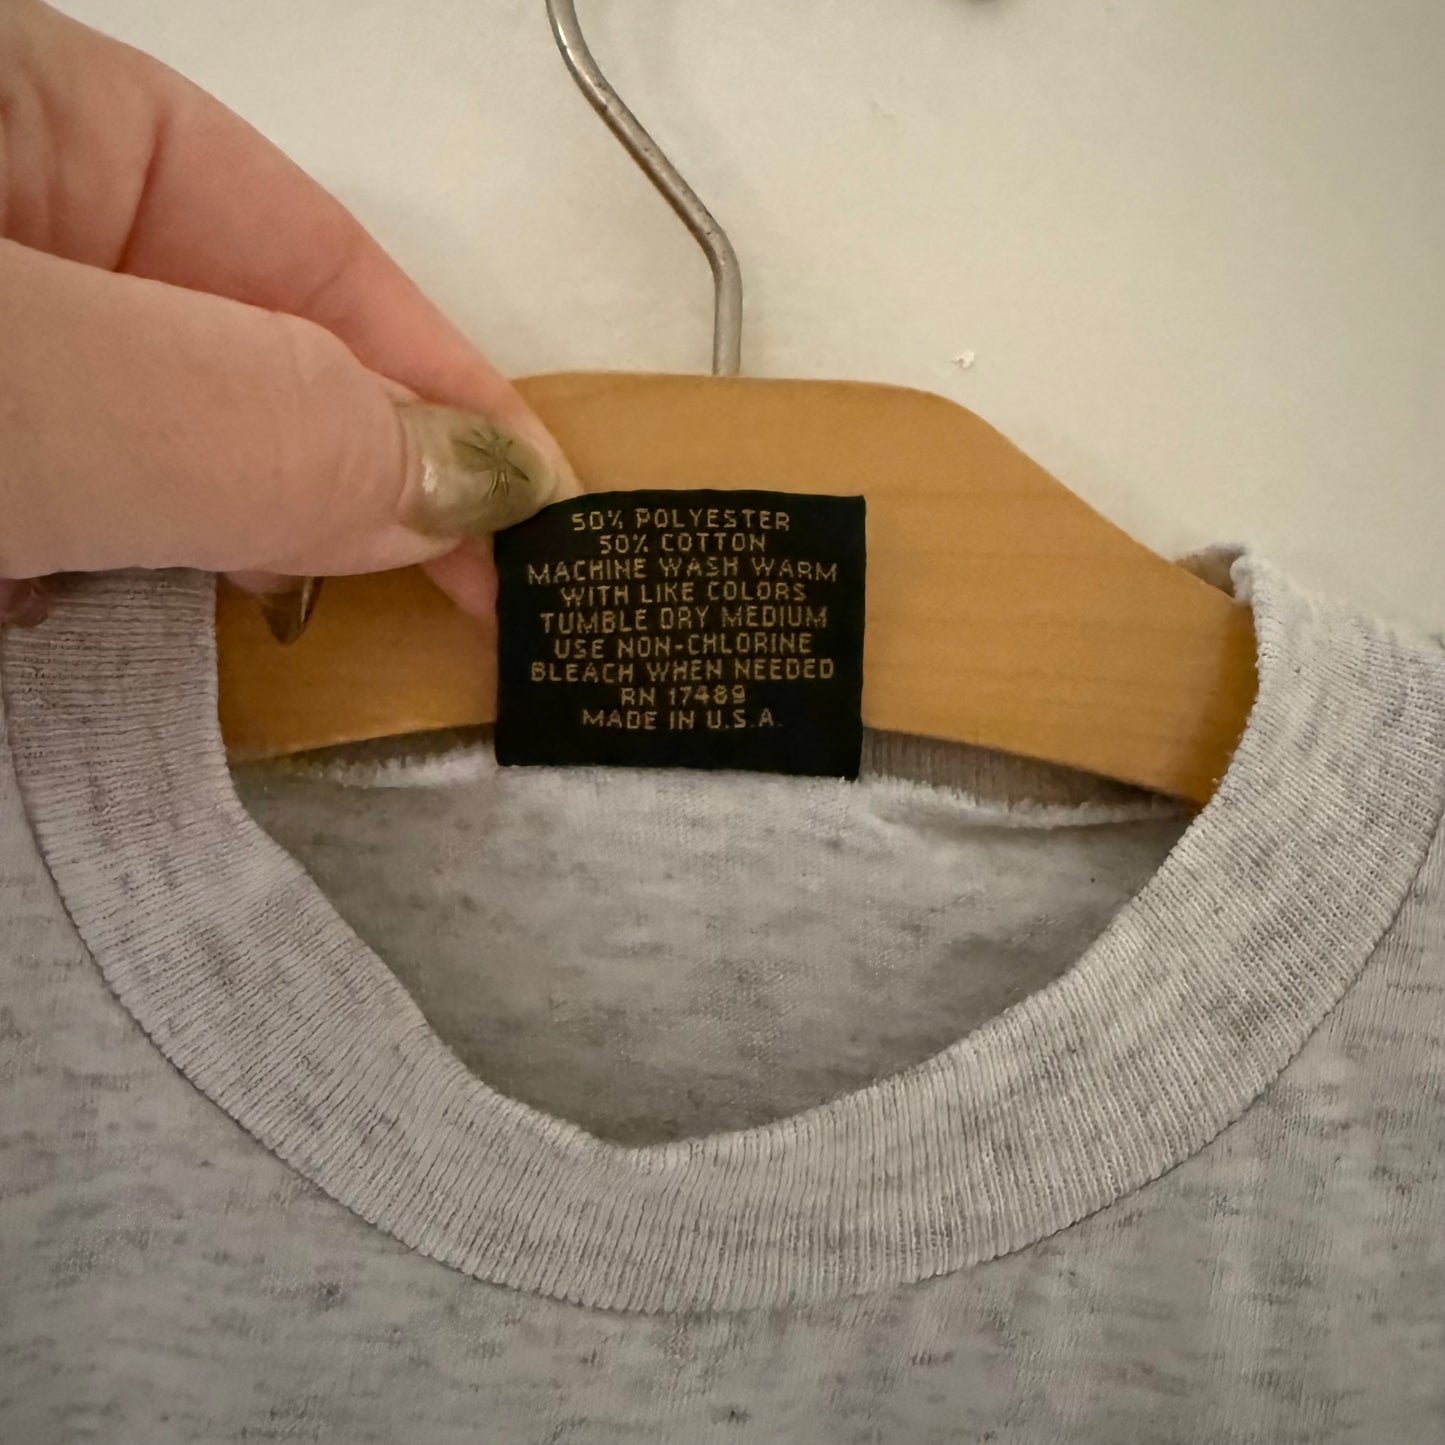 50% POLYESTER
50% COTTON
MACHINE WASH WARM
WITH LIKE COLORS
TUMBLE DRY MEDIUM
USE NON-CHLORINE
BLEACH WHEN NEEDED
RN 17489
MADE IN U.S.A.